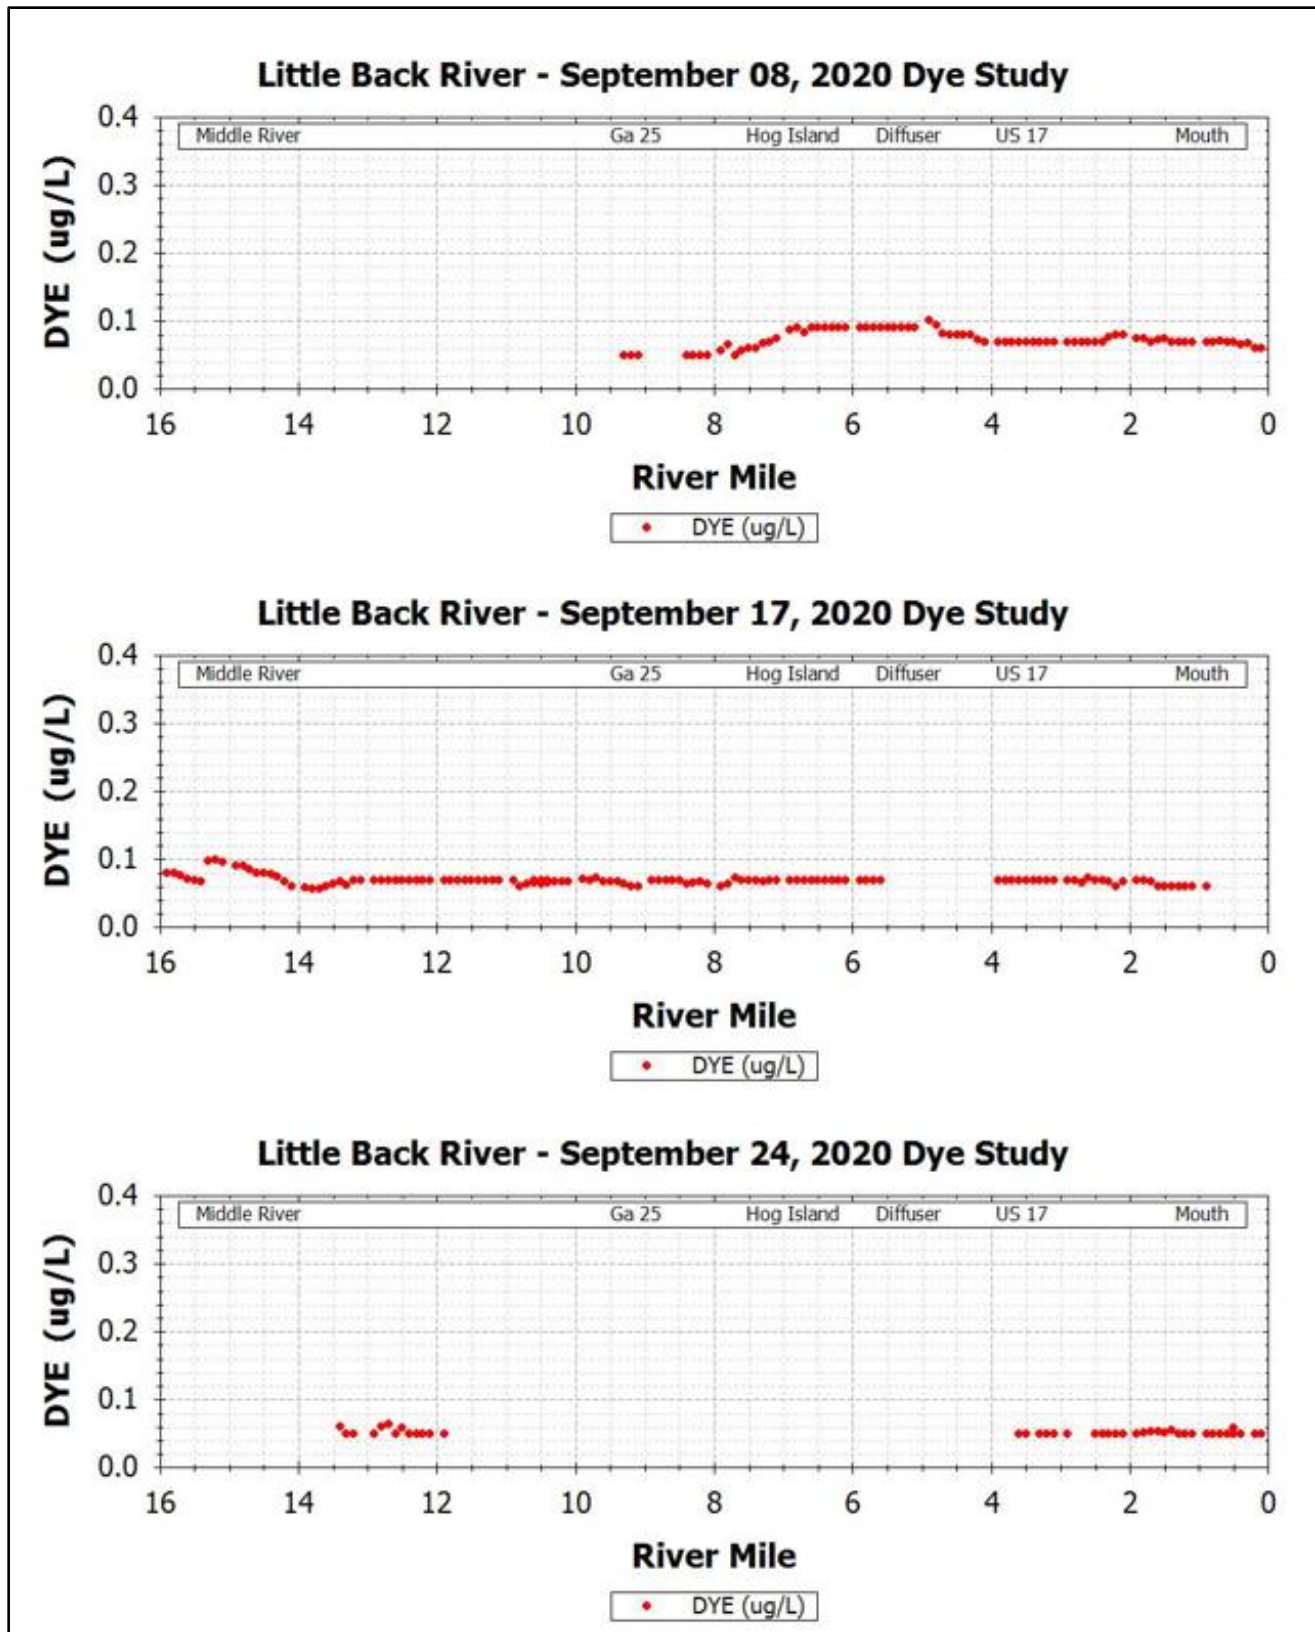 Little Back River - September 08, 2020 Dye Study
DYE (ug/L)
0.4
0.3
0.2
0.1
0.0
Middle River Ga 25 Hog Island Diffuser US 17 Mouth
16 14 12 10 8 6 4 2 0
River Mile
DYE (ug/L)
Little Back River - September 17, 2020 Dye Study
DYE (ug/L)
0.4
0.3
0.2
0.1
0.0
Middle River Ga 25 Hog Island Diffuser US 17 Mouth
16 14 12 10 8 6 4 2 0
River Mile
DYE (ug/L)
Little Back River - September 24, 2020 Dye Study
DYE (ug/L)
0.4
0.3
0.2
0.1
0.0
Middle River Ga 25 Hog Island Diffuser US 17 Mouth
16 14 12 10 8 6 4 2 0
River Mile
DYE (ug/L)